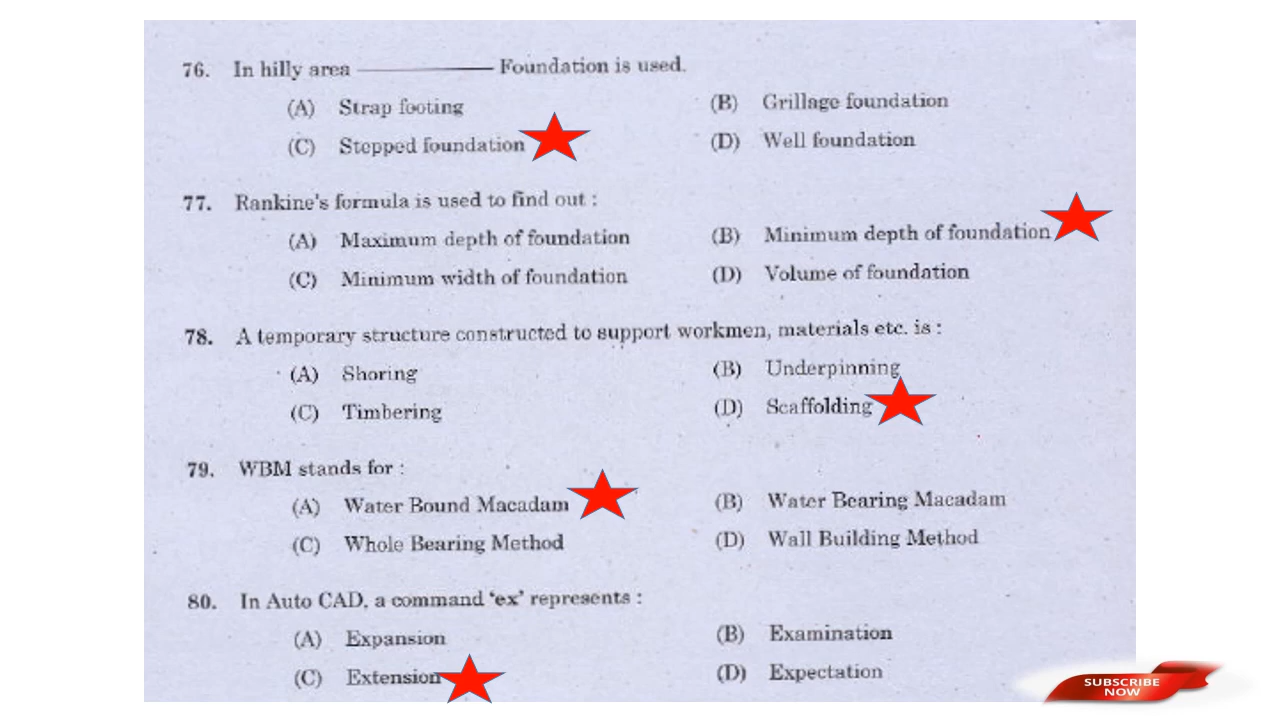 76. In hilly area ———— Foundation is used.
(A) Strap footing (B) Grillage foundation
(C) Stepped foundation (D) Well foundation
77. Rankine's formula is used to find out :
(A) Maximum depth of foundation (B) Minimum depth of foundation
(C) Minimum width of foundation (D) Volume of foundation
78. A temporary structure constructed to support workmen, materials etc. is :
(A) Shoring (B) Underpinning
(C) Timbering (D) Scaffolding
79. WBM stands for :
(A) Water Bound Macadam (B) Water Bearing Macadam
(C) Whole Bearing Method (D) Wall Building Method
80. In Auto CAD, a command 'ex' represents :
(A) Expansion (B) Examination
(C) Extension (D) Expectation
SUBSCRIBE
NOW